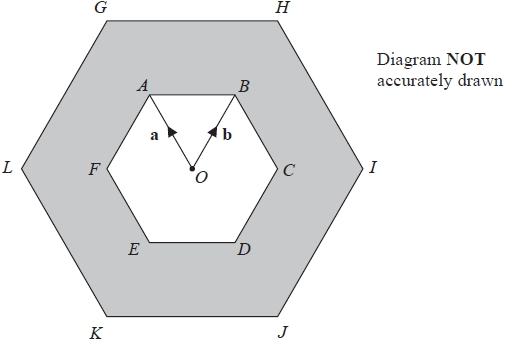 G H
Diagram NOT
accurately drawn
A B
a b
L F O C I
E D
K J